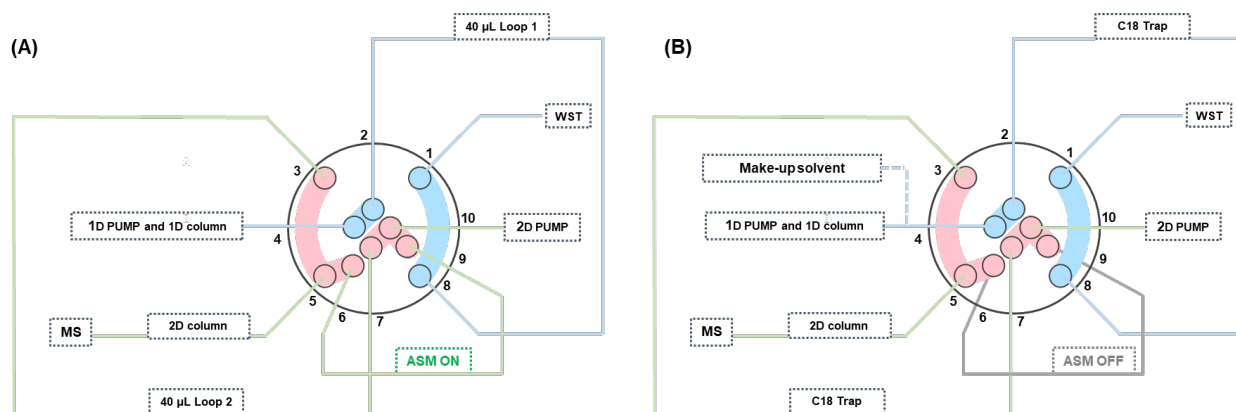 (A)
40 µL Loop 1
WST
2
1
3
10
1D PUMP and 1D column
4
2D PUMP
9
5
8
6
7
MS
2D column
ASM ON
40 µL Loop 2
(B)
C18 Trap
WST
2
1
3
Make-up solvent
10
1D PUMP and 1D column
4
2D PUMP
9
5
8
6
7
MS
2D column
ASM OFF
C18 Trap